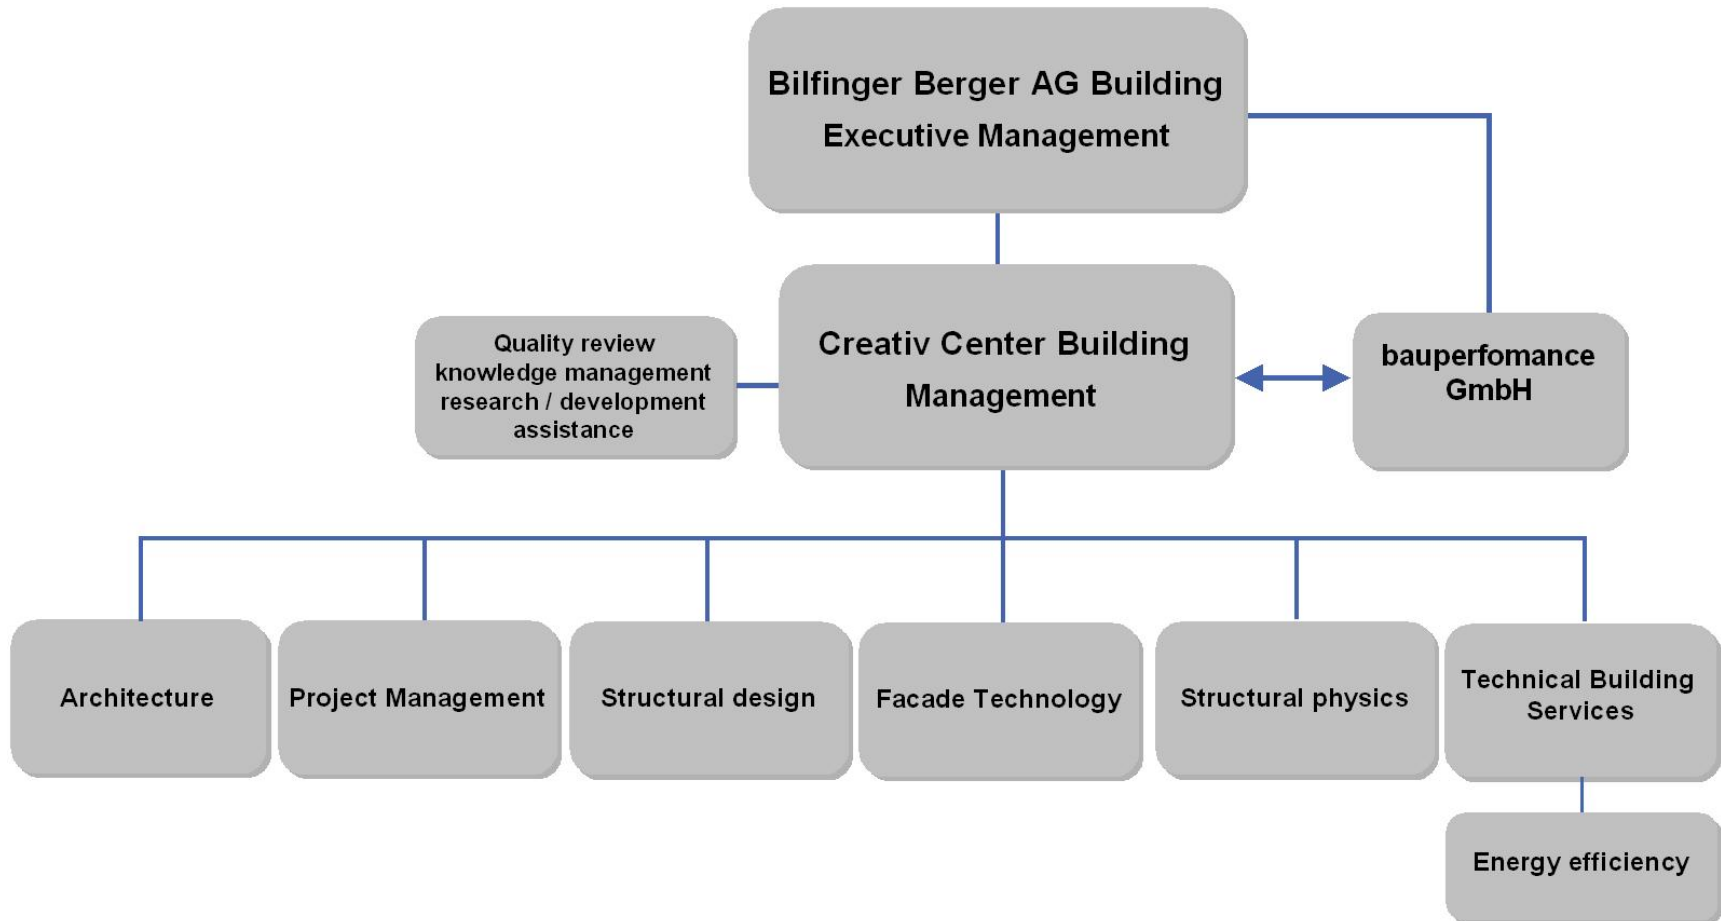 Bilfinger Berger AG Building
Executive Management
Quality review
knowledge management
research / development
assistance
Creativ Center Building
Management
bauperfomance
GmbH
Architecture
Project Management
Structural design
Facade Technology
Structural physics
Technical Building
Services
Energy efficiency